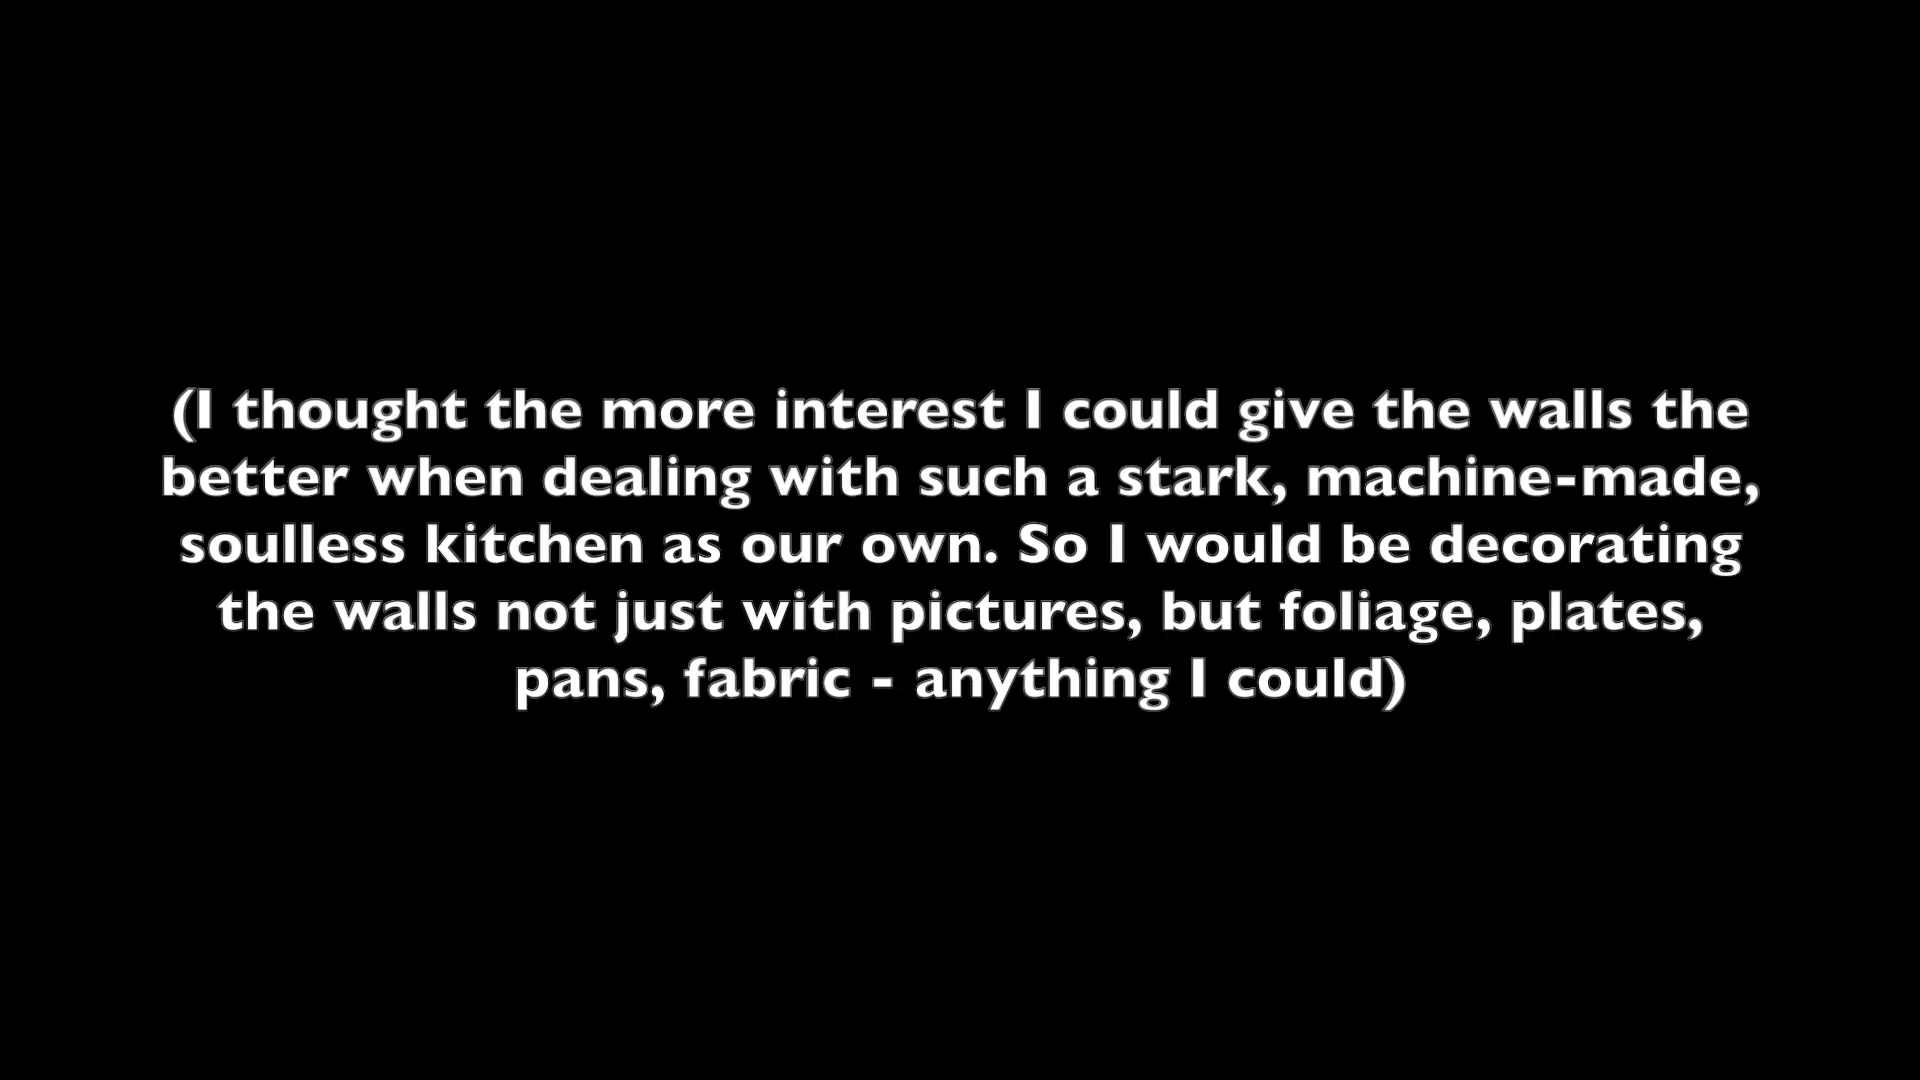 (I thought the more interest I could give the walls the
better when dealing with such a stark, machine-made,
soulless kitchen as our own. So I would be decorating
the walls not just with pictures, but foliage, plates,
pans, fabric - anything I could)